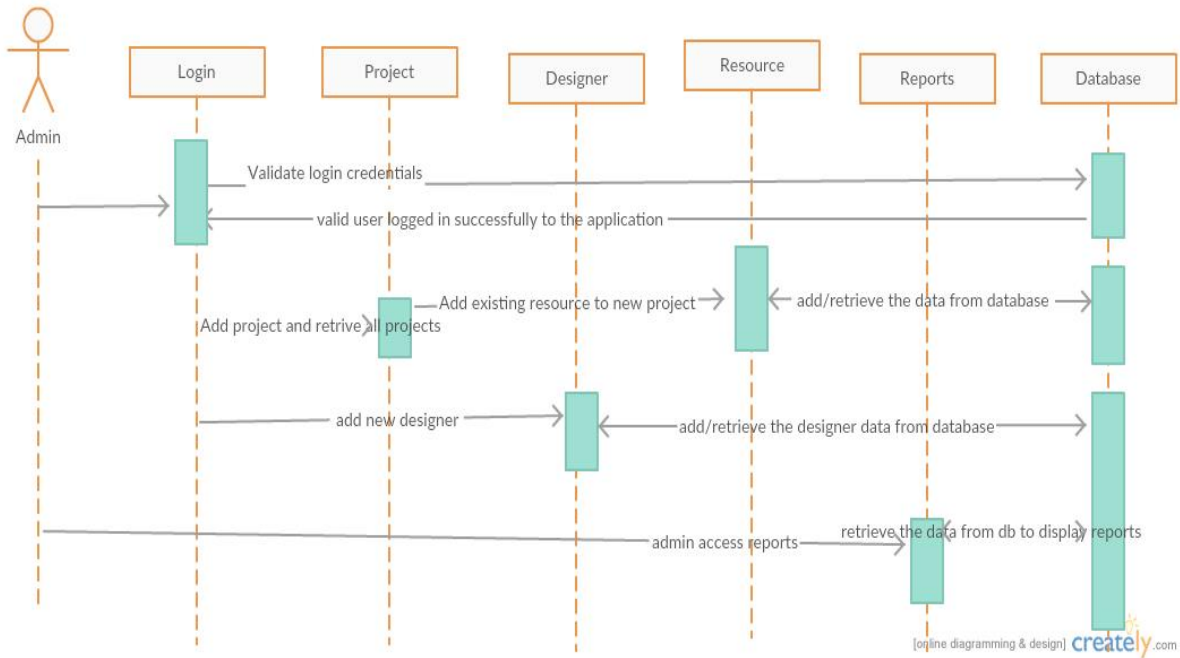 Login
Project
Designer
Resource
Reports
Database
Admin
Validate login credentials
valid user logged in successfully to the application
Add existing resource to new project
add/retrieve the data from database
Add project and retrive all projects
add new designer
add/retrieve the designer data from database
retrieve the data from db to display reports
admin access reports
[online diagramming & design] creately.com